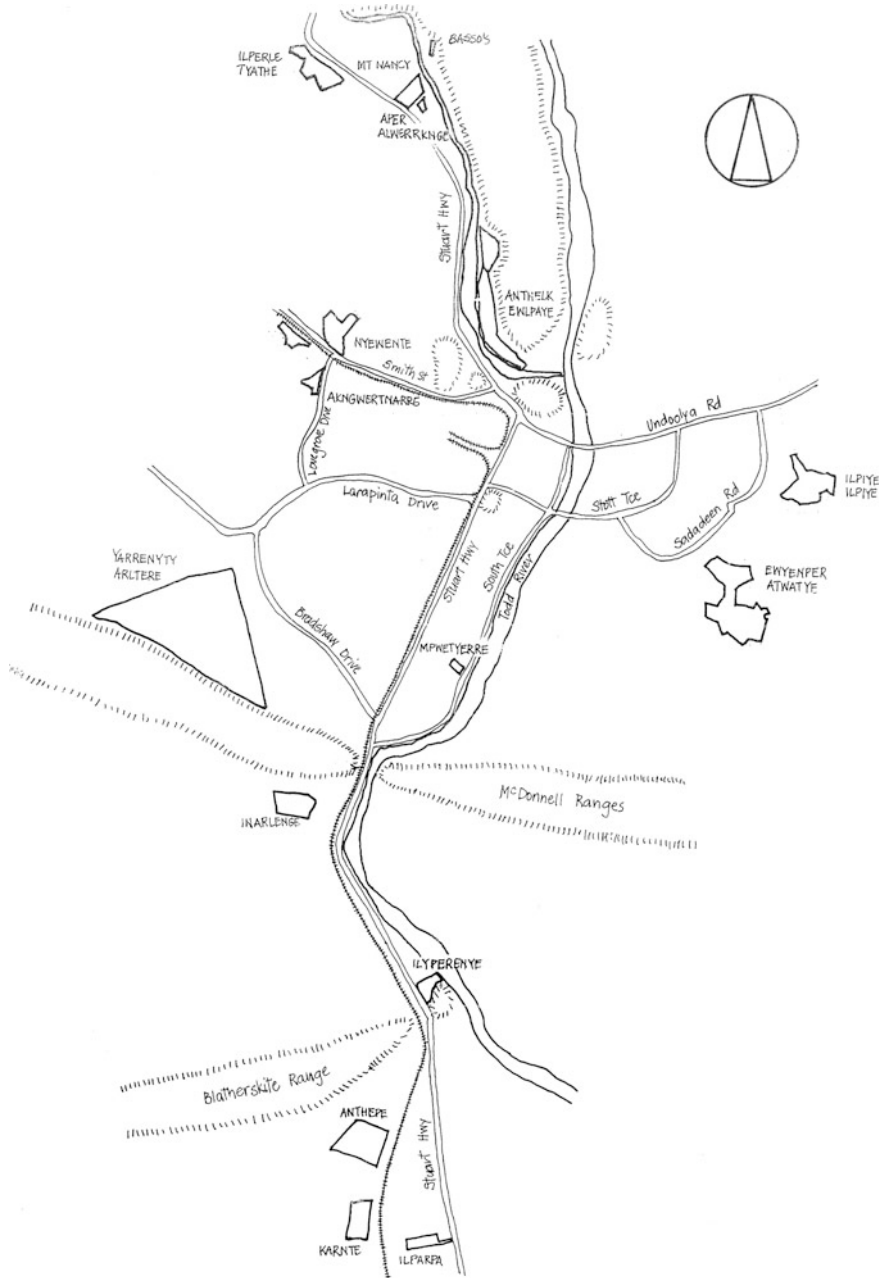 BASSO'S
ILPERLE
TYATHE
MT NANCY
APER
ALWERRKNGE
Stuart Hwy
ANTHELK
EWLPAYE
NYEWENTE
Smith St
AKNGWERTNARRE
Lovegrove Drive
Undoolya Rd
Larapinta Drive
Stott Tce
Sadadeen Rd
ILPIYE
ILPIYE
YARRENYTY
ARLTERE
Stuart Hwy
South Tce
Todd River
EWYENPER
ATWATYE
Bradshaw Drive
MPWETYERRE
McDonnell Ranges
INARLENGE
ILYPERENYE
Blatherskite Range
ANTHEPE
Stuart Hwy
KARNTE
ILPARPA